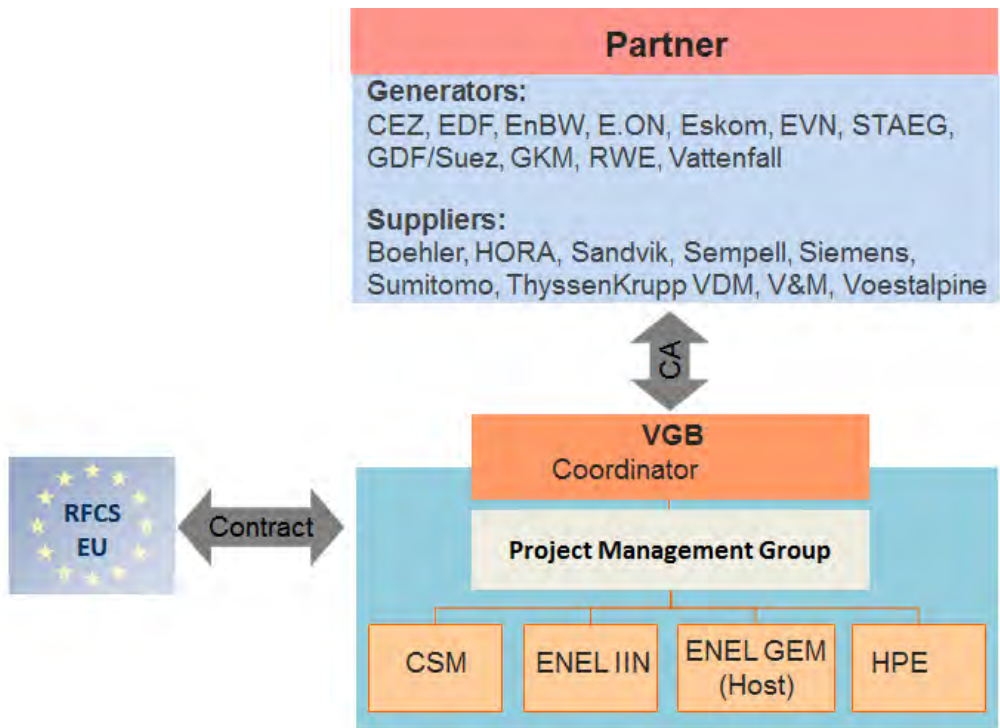 Partner
Generators:
CEZ, EDF, EnBW, E.ON, Eskom, EVN, STAEG,
GDF/Suez, GKM, RWE, Vattenfall
Suppliers:
Boehler, HORA, Sandvik, Sempell, Siemens,
Sumitomo, ThyssenKrupp VDM, V&M, Voestalpine
CA
VGB
Coordinator
RFCS
EU
Contract
Project Management Group
CSM
ENEL IIN
ENEL GEM
(Host)
HPE